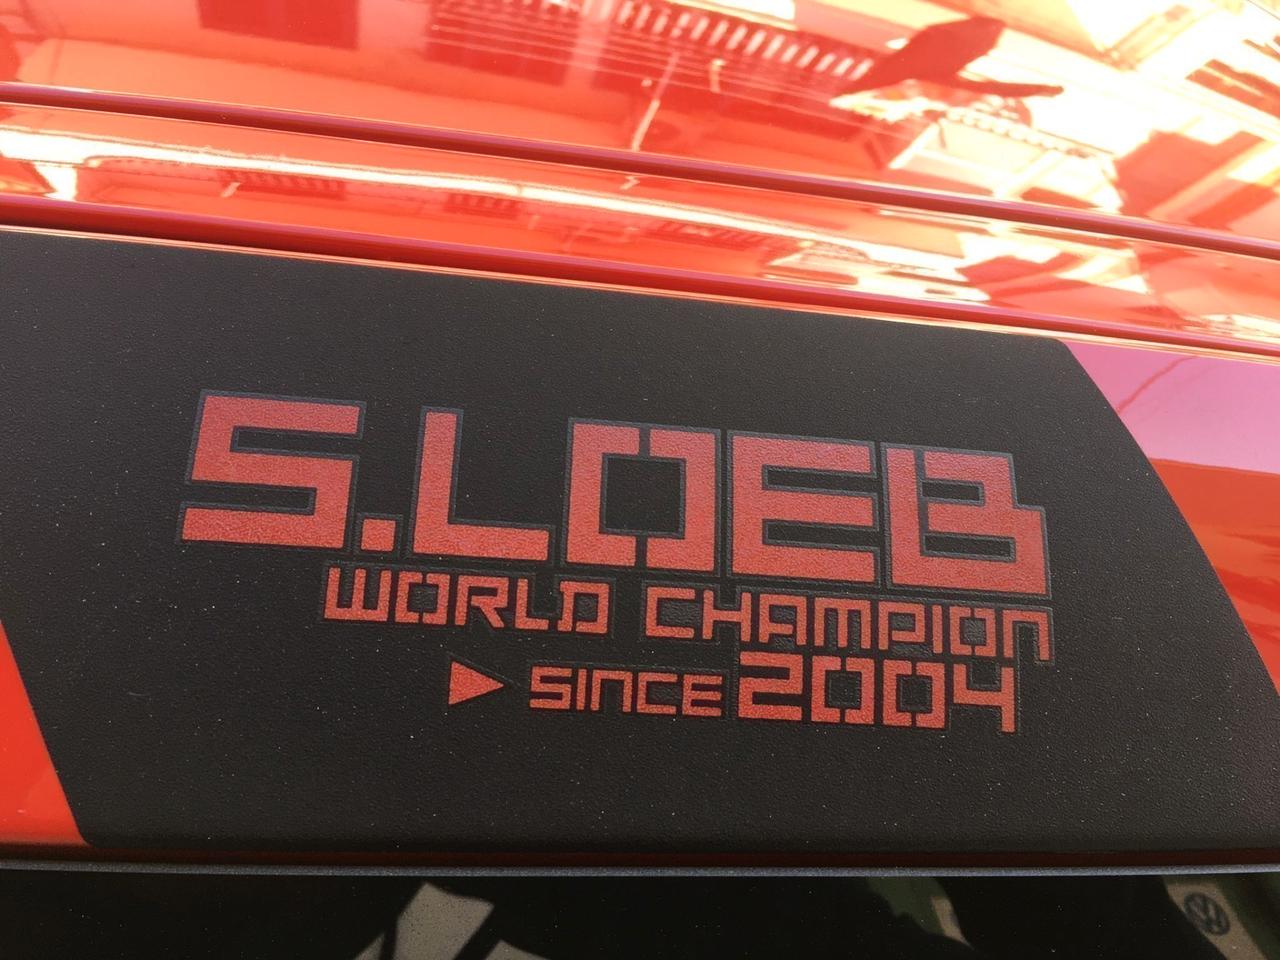 S.LOEB
WORLD CHAMPION
▶ SINCE 2004